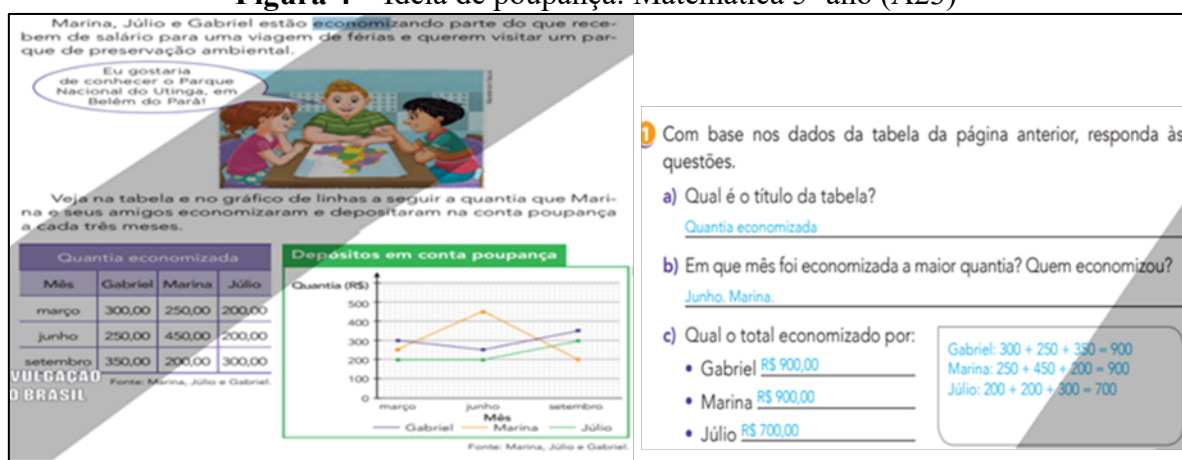 Figura 4 – Ideia de poupança: Matemática 5º ano (A25)
Marina, Júlio e Gabriel estão economizando parte do que rece-
bem de salário para uma viagem de férias e querem visitar um par-
que de preservação ambiental.
Eu gostaria
de conhecer o Parque
Nacional do Utinga, em
Belém do Pará!
Veja na tabela e no gráfico de linhas a seguir a quantia que Mari-
na e seus amigos economizaram e depositaram na conta poupança
a cada três meses.
Quantia economizada
Mês Gabriel Marina Júlio
março 300,00 250,00 200,00
junho 250,00 450,00 200,00
setembro 350,00 200,00 300,00
Fonte: Marina, Júlio e Gabriel.
VULGAÇÃO
O BRASIL
Depósitos em conta poupança
Quantia (R$)
500
400
300
200
100
0
março junho setembro
Mês
Gabriel Marina Júlio
Fonte: Marina, Júlio e Gabriel.
1 Com base nos dados da tabela da página anterior, responda às
questões.
a) Qual é o título da tabela?
Quantia economizada
b) Em que mês foi economizada a maior quantia? Quem economizou?
Junho. Marina.
c) Qual o total economizado por:
• Gabriel R$ 900,00
• Marina R$ 900,00
• Júlio R$ 700,00
Gabriel: 300 + 250 + 350 = 900
Marina: 250 + 450 + 200 = 900
Júlio: 200 + 200 + 300 = 700